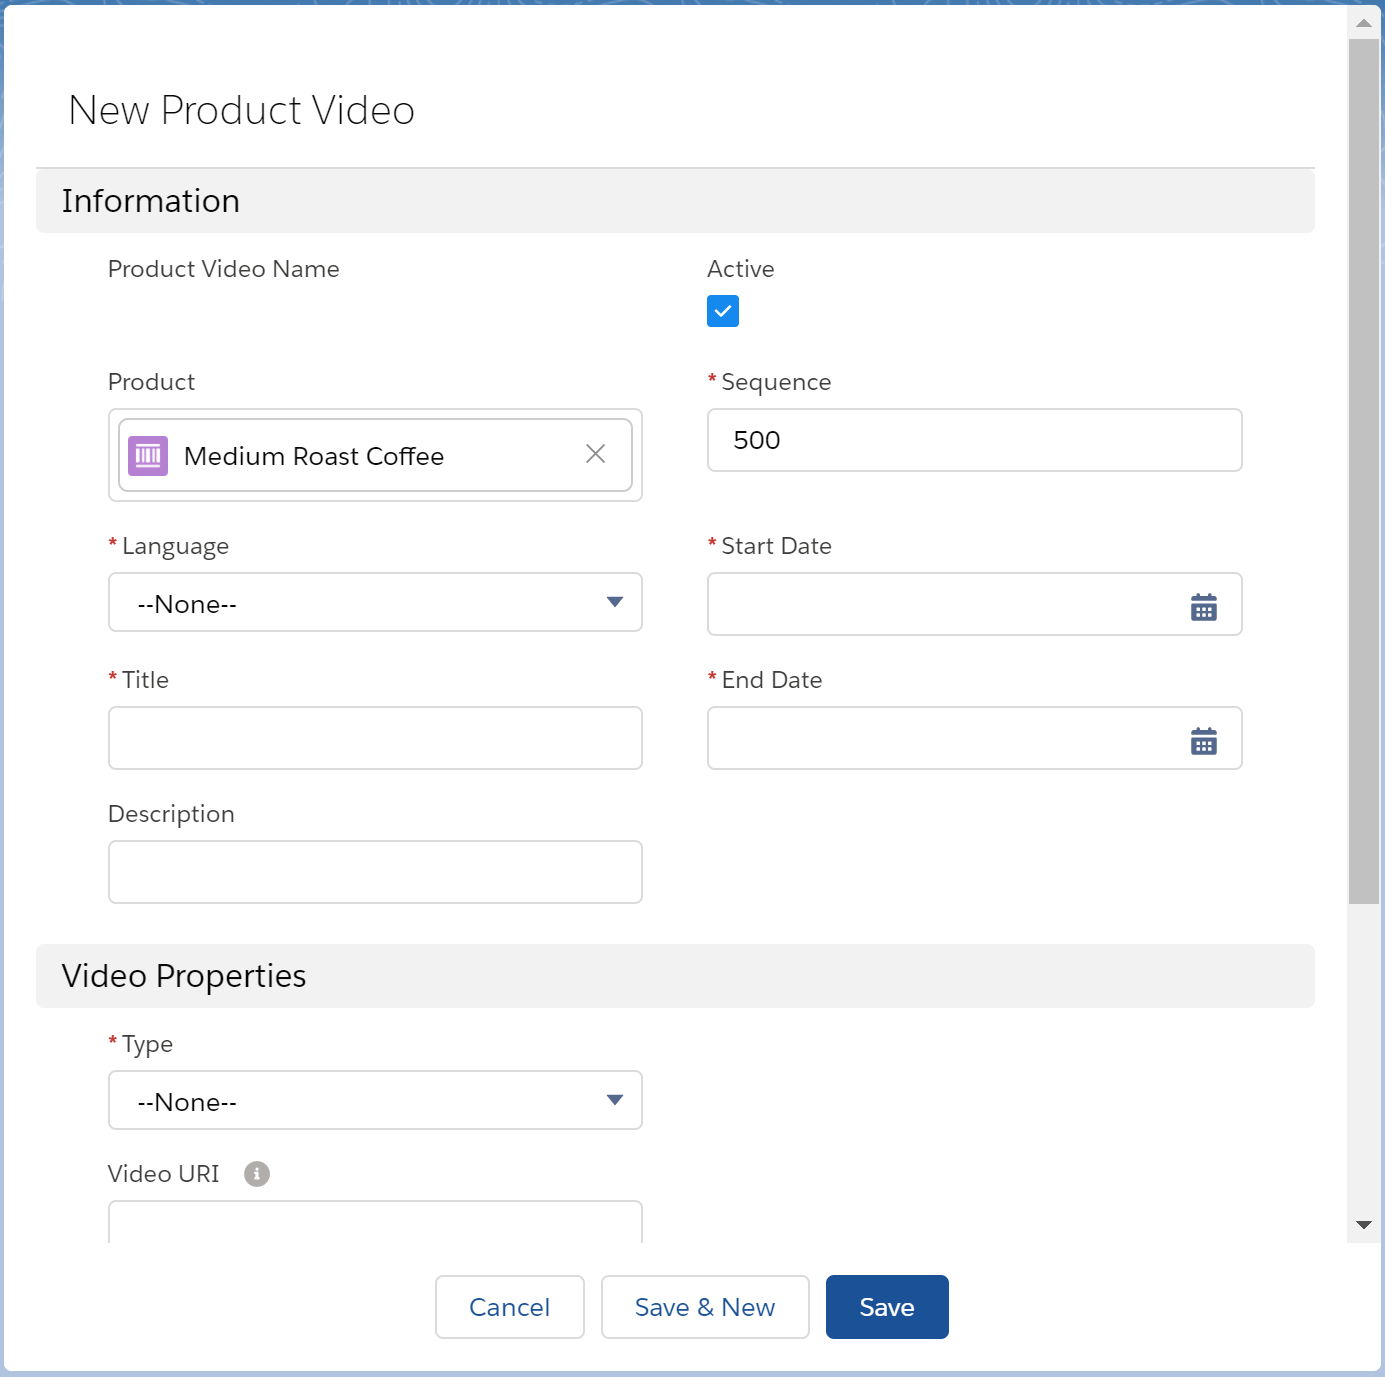 New Product Video
Information
Product Video Name
Active
Product
Medium Roast Coffee
* Sequence
500
* Language
--None--
* Start Date
* Title
* End Date
Description
Video Properties
* Type
--None--
Video URI
Cancel
Save & New
Save